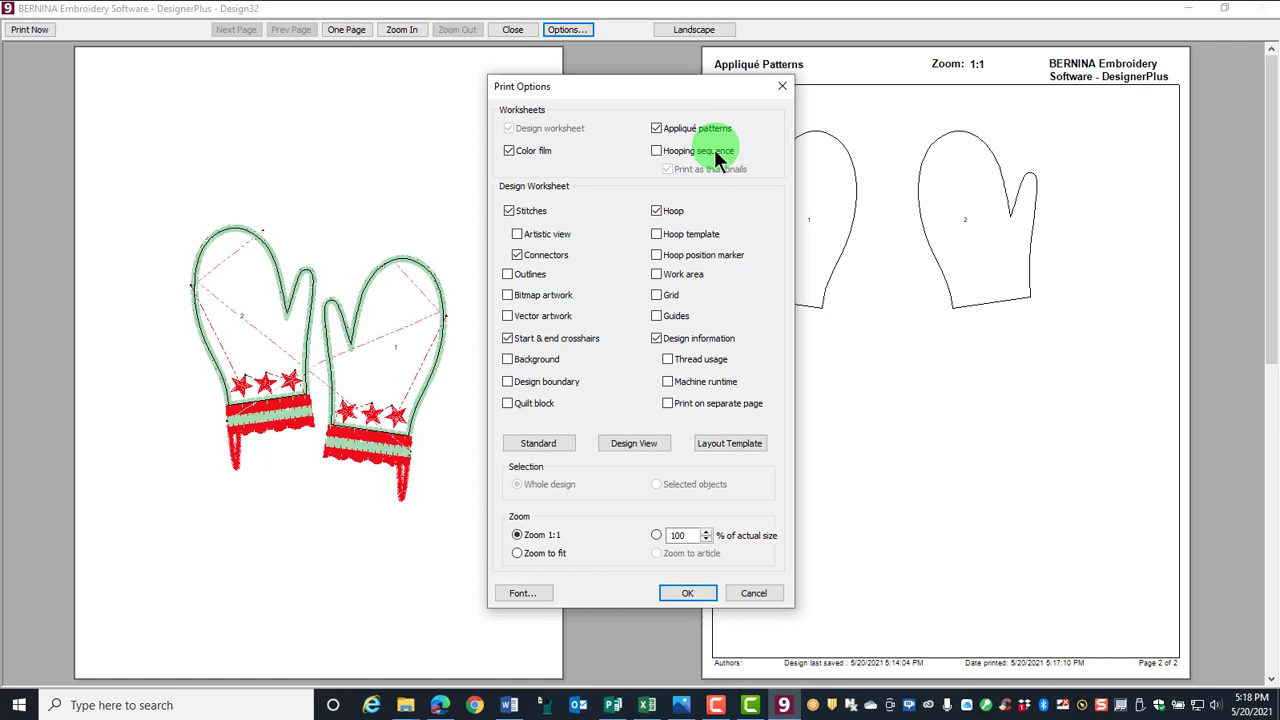 BERNINA Embroidery Software - DesignerPlus - Design32
Print Now
Next Page
Prev Page
One Page
Zoom In
Zoom Out
Close
Options...
Landscape
Appliqué Patterns
Zoom: 1:1
BERNINA Embroidery
Software - DesignerPlus
Print Options
Worksheets
Design worksheet
Appliqué patterns
Color film
Hooping sequence
Print as thumbnails
Design Worksheet
Stitches
Hoop
Artistic view
Hoop template
Connectors
Hoop position marker
Outlines
Work area
Bitmap artwork
Grid
Vector artwork
Guides
Start & end crosshairs
Design information
Background
Thread usage
Design boundary
Machine runtime
Quilt block
Print on separate page
Standard
Design View
Layout Template
Selection
Whole design
Selected objects
Zoom
Zoom 1:1
100 % of actual size
Zoom to fit
Zoom to article
Font...
OK
Cancel
2
1
1
2
Authors:
Design last saved : 5/20/2021 5:14:04 PM
Date printed: 5/20/2021 5:17:10 PM
Page 2 of 2
Type here to search
5:18 PM
5/20/2021